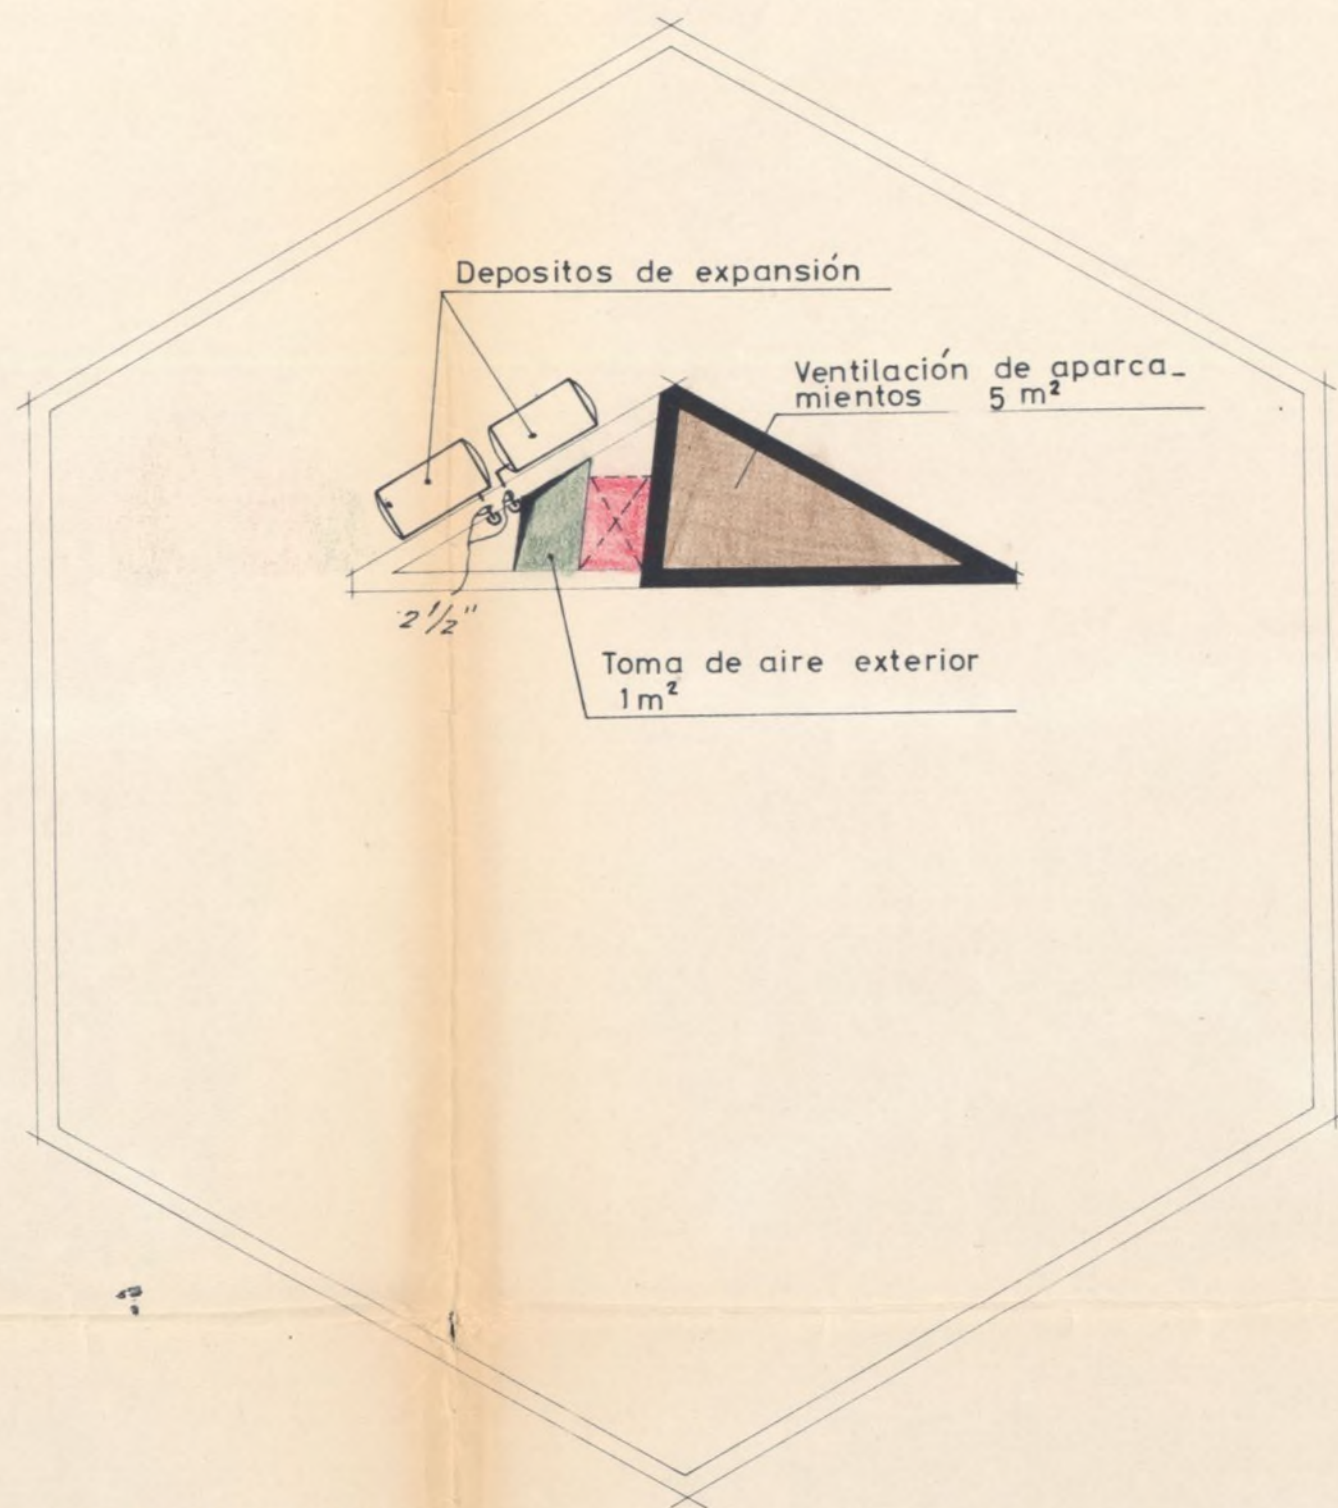 Depositos de expansión
Ventilación de aparca_
mientos 5 m²
2 1/2"
Toma de aire exterior
1 m²